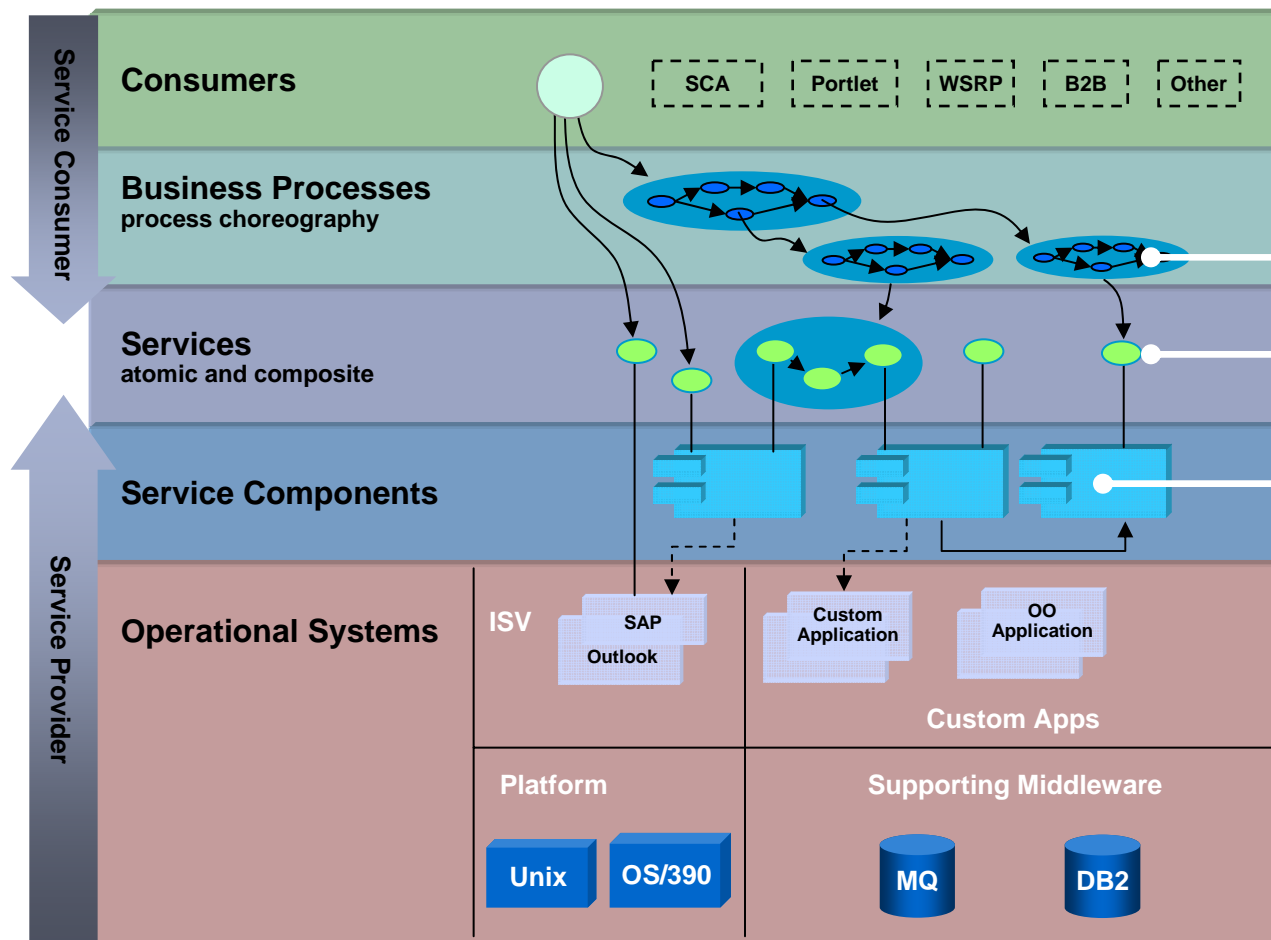 Service Consumer
Consumers
SCA
Portlet
WSRP
B2B
Other
Business Processes
process choreography
Services
atomic and composite
Service Components
Service Provider
Operational Systems
ISV
SAP
Outlook
Custom
Application
OO
Application
Custom Apps
Platform
Supporting Middleware
Unix
OS/390
MQ
DB2